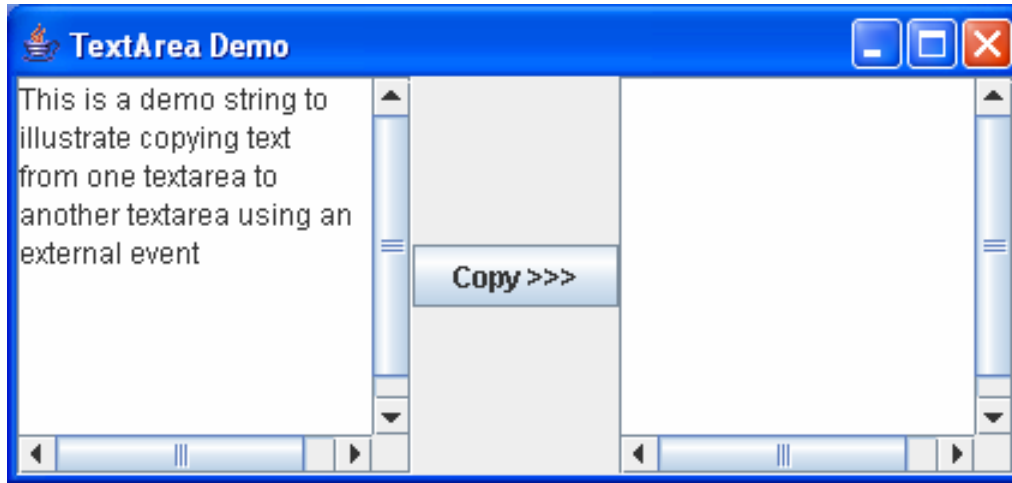 TextArea Demo
This is a demo string to
illustrate copying text
from one textarea to
another textarea using an
external event
Copy >>>